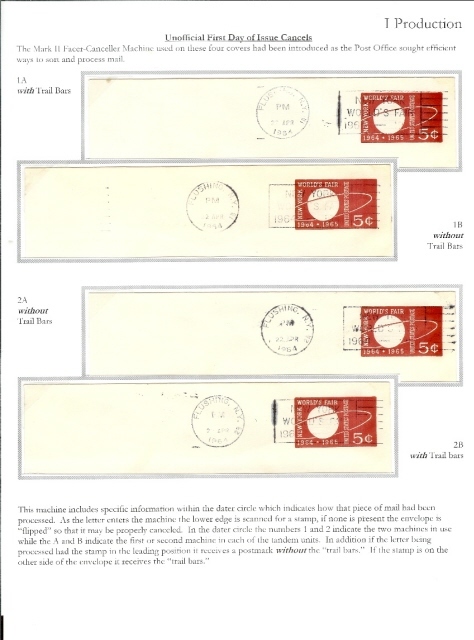 I Production
Unofficial First Day of Issue Cancels
The Mark II Facer-Canceller Machine used on these four covers had been introduced as the Post Office sought efficient
ways to sort and process mail.
1A
with Trail Bars
PM
APR
1964
WORLD'S FAIR
NEW YORK
WORLD'S FAIR
UNITED STATES POSTAGE
1964 • 1965
5¢
PM
APR
1964
1964
NEW YORK
WORLD'S FAIR
UNITED STATES POSTAGE
1964 • 1965
5¢
1B
without
Trail Bars
2A
without
Trail Bars
FLUSHING, N.Y.
PM
22 APR
1964
NEW YORK
WORLD'S FAIR
UNITED STATES POSTAGE
1964 • 1965
5¢
FLUSHING, N.Y.
APR
1964
NEW YORK
WORLD'S FAIR
UNITED STATES POSTAGE
1964 • 1965
5¢
2B
with Trail bars
This machine includes specific information within the dater circle which indicates how that piece of mail had been
processed. As the letter enters the machine the lower edge is scanned for a stamp, if none is present the envelope is
"flipped" so that it may be properly canceled. In the dater circle the numbers 1 and 2 indicate the two machines in use
while the A and B indicate the first or second machine in each of the tandem units. In addition if the letter being
processed had the stamp in the leading position it receives a postmark without the "trail bars." If the stamp is on the
other side of the envelope it receives the "trail bars."